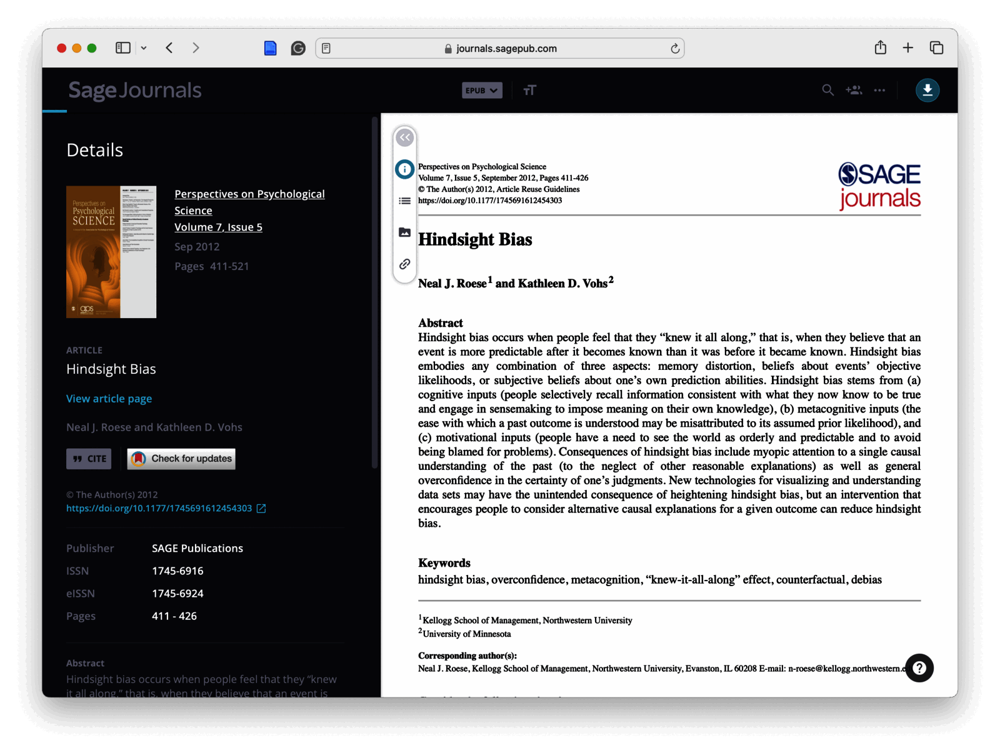 journals.sagepub.com
Sage Journals
EPUB
Details
Perspectives on
Psychological
SCIENCE
aps
Perspectives on Psychological
Science
Volume 7, Issue 5
Sep 2012
Pages 411-521
ARTICLE
Hindsight Bias
View article page
Neal J. Roese and Kathleen D. Vohs
CITE
Check for updates
© The Author(s) 2012
https://doi.org/10.1177/1745691612454303
Publisher SAGE Publications
ISSN 1745-6916
eISSN 1745-6924
Pages 411 - 426
Abstract
Hindsight bias occurs when people feel that they “knew
it all along,” that is, when they believe that an event is
Perspectives on Psychological Science
Volume 7, Issue 5, September 2012, Pages 411-426
© The Author(s) 2012, Article Reuse Guidelines
https://doi.org/10.1177/1745691612454303
SAGE
journals
Hindsight Bias
Neal J. Roese1 and Kathleen D. Vohs2
Abstract
Hindsight bias occurs when people feel that they “knew it all along,” that is, when they believe that an
event is more predictable after it becomes known than it was before it became known. Hindsight bias
embodies any combination of three aspects: memory distortion, beliefs about events’ objective
likelihoods, or subjective beliefs about one’s own prediction abilities. Hindsight bias stems from (a)
cognitive inputs (people selectively recall information consistent with what they now know to be true
and engage in sensemaking to impose meaning on their own knowledge), (b) metacognitive inputs (the
ease with which a past outcome is understood may be misattributed to its assumed prior likelihood), and
(c) motivational inputs (people have a need to see the world as orderly and predictable and to avoid
being blamed for problems). Consequences of hindsight bias include myopic attention to a single causal
understanding of the past (to the neglect of other reasonable explanations) as well as general
overconfidence in the certainty of one’s judgments. New technologies for visualizing and understanding
data sets may have the unintended consequence of heightening hindsight bias, but an intervention that
encourages people to consider alternative causal explanations for a given outcome can reduce hindsight
bias.
Keywords
hindsight bias, overconfidence, metacognition, “knew-it-all-along” effect, counterfactual, debias
1Kellogg School of Management, Northwestern University
2University of Minnesota
Corresponding author(s):
Neal J. Roese, Kellogg School of Management, Northwestern University, Evanston, IL 60208 E-mail: n-roese@kellogg.northwestern.e